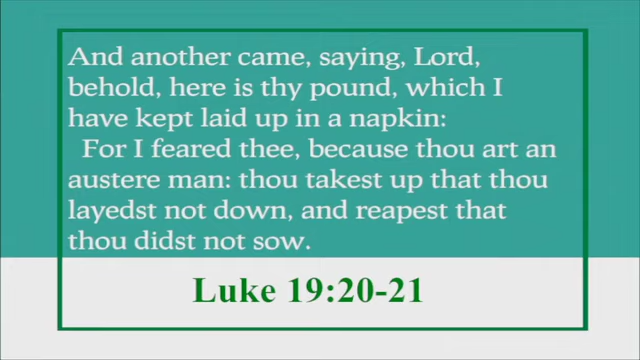 And another came, saying, Lord,
behold, here is thy pound, which I
have kept laid up in a napkin:
For I feared thee, because thou art an
austere man: thou takest up that thou
layedst not down, and reapest that
thou didst not sow.
Luke 19:20-21